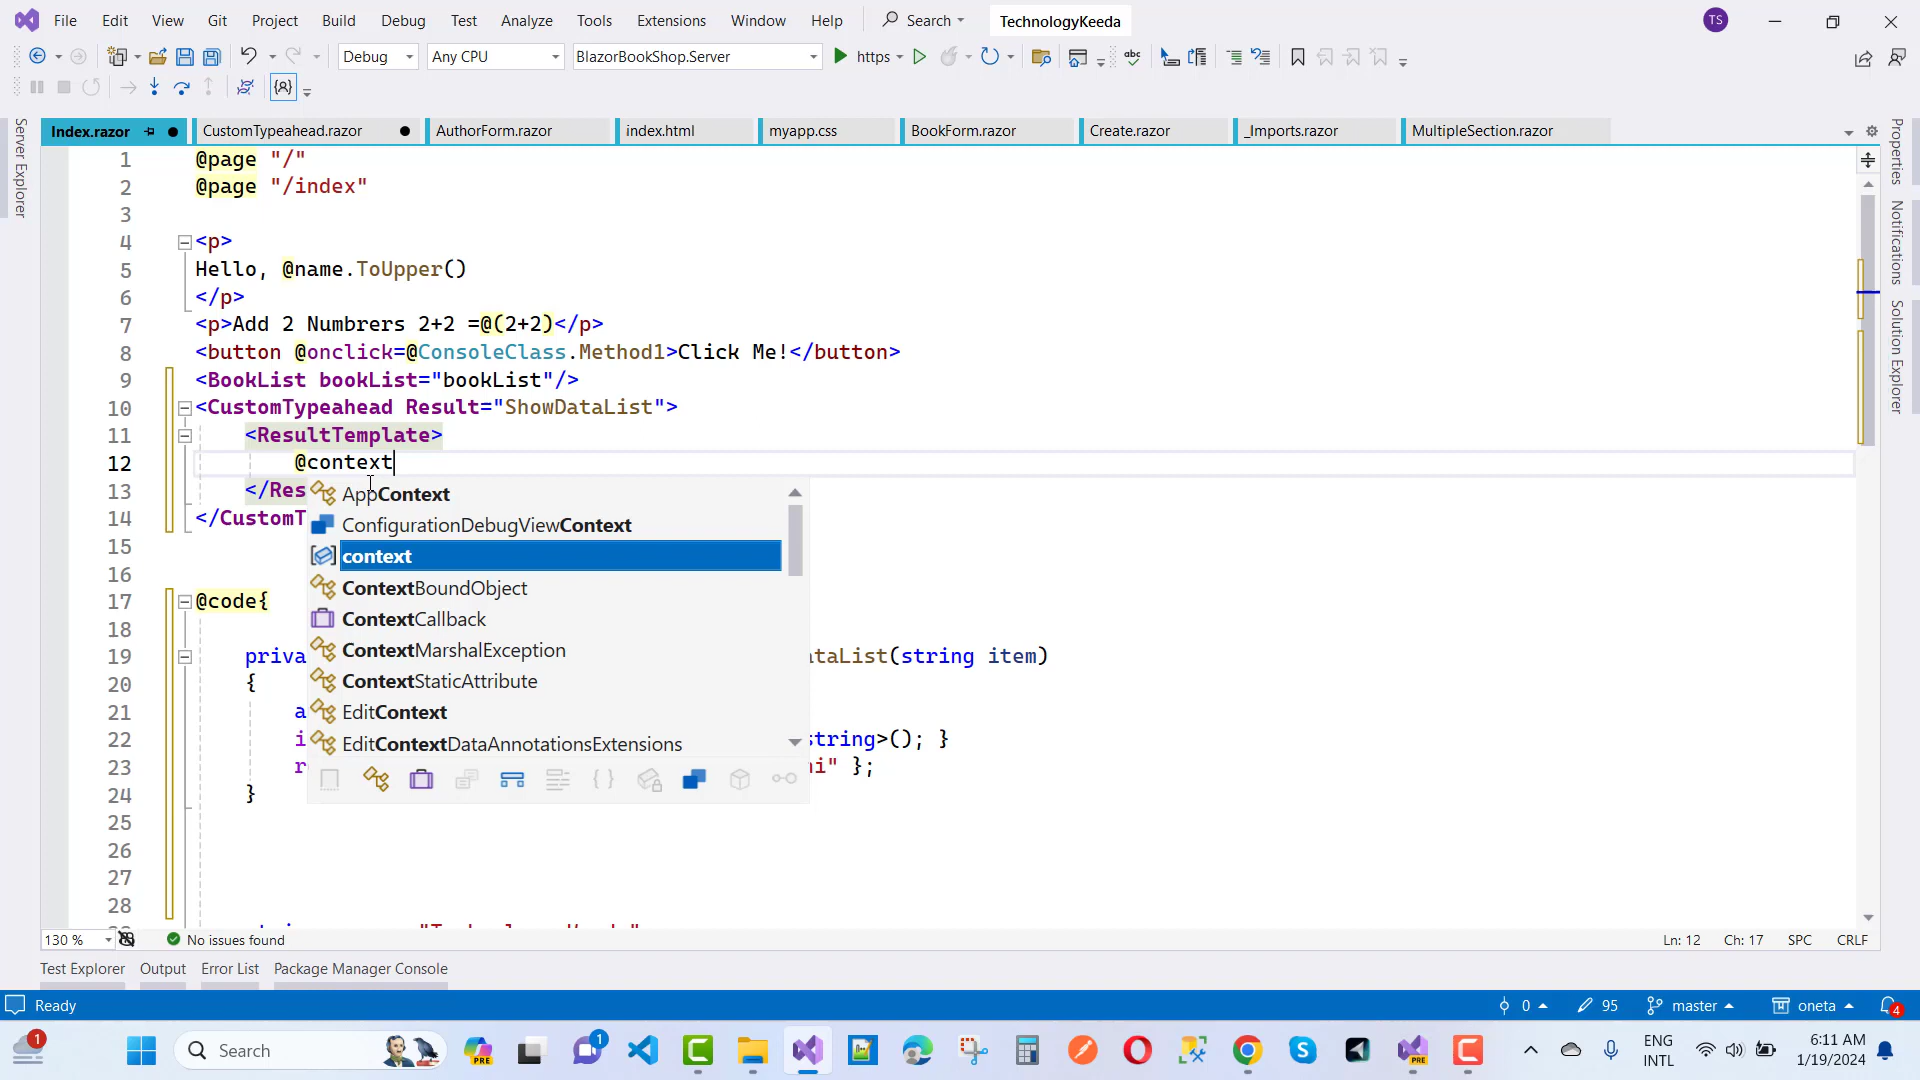 File Edit View Git Project Build Debug Test Analyze Tools Extensions Window Help Search TechnologyKeeda TS
Debug Any CPU BlazorBookShop.Server https
Index.razor CustomTypeahead.razor AuthorForm.razor index.html myapp.css BookForm.razor Create.razor _Imports.razor MultipleSection.razor
Server Explorer
Properties
Notifications
Solution Explorer
1 @page "/"
2 @page "/index"
3
4 <p>
5 Hello, @name.ToUpper()
6 </p>
7 <p>Add 2 Numbrers 2+2 =@(2+2)</p>
8 <button @onclick=@ConsoleClass.Method1>Click Me!</button>
9 <BookList bookList="bookList"/>
10 <CustomTypeahead Result="ShowDataList">
11 <ResultTemplate>
12 @context
13 </Res
14 </CustomT
15
16
17 @code{
18
19 priva ataList(string item)
20 {
21 a
22 i string>(); }
23 r ni" };
24 }
25
26
27
28
AppContext
ConfigurationDebugViewContext
context
ContextBoundObject
ContextCallback
ContextMarshalException
ContextStaticAttribute
EditContext
EditContextDataAnnotationsExtensions
130 % No issues found Ln: 12 Ch: 17 SPC CRLF
Test Explorer Output Error List Package Manager Console
Ready 0 95 master oneta 4
1 Search PRE 1 PRE ENG INTL 6:11 AM 1/19/2024